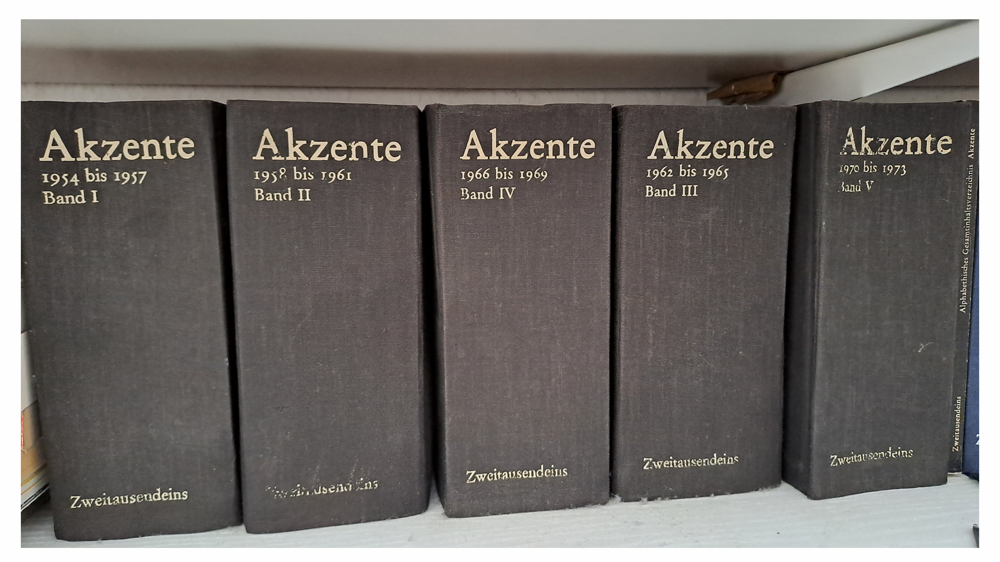 Akzente
1954 bis 1957
Band I
Zweitausendeins
Akzente
1958 bis 1961
Band II
Zweitausendeins
Akzente
1966 bis 1969
Band IV
Zweitausendeins
Akzente
1962 bis 1965
Band III
Zweitausendeins
Akzente
1970 bis 1973
Band V
Zweitausendeins
Alphabethisches Gesamtinhaltsverzeichnis Akzente
Zweitausendeins